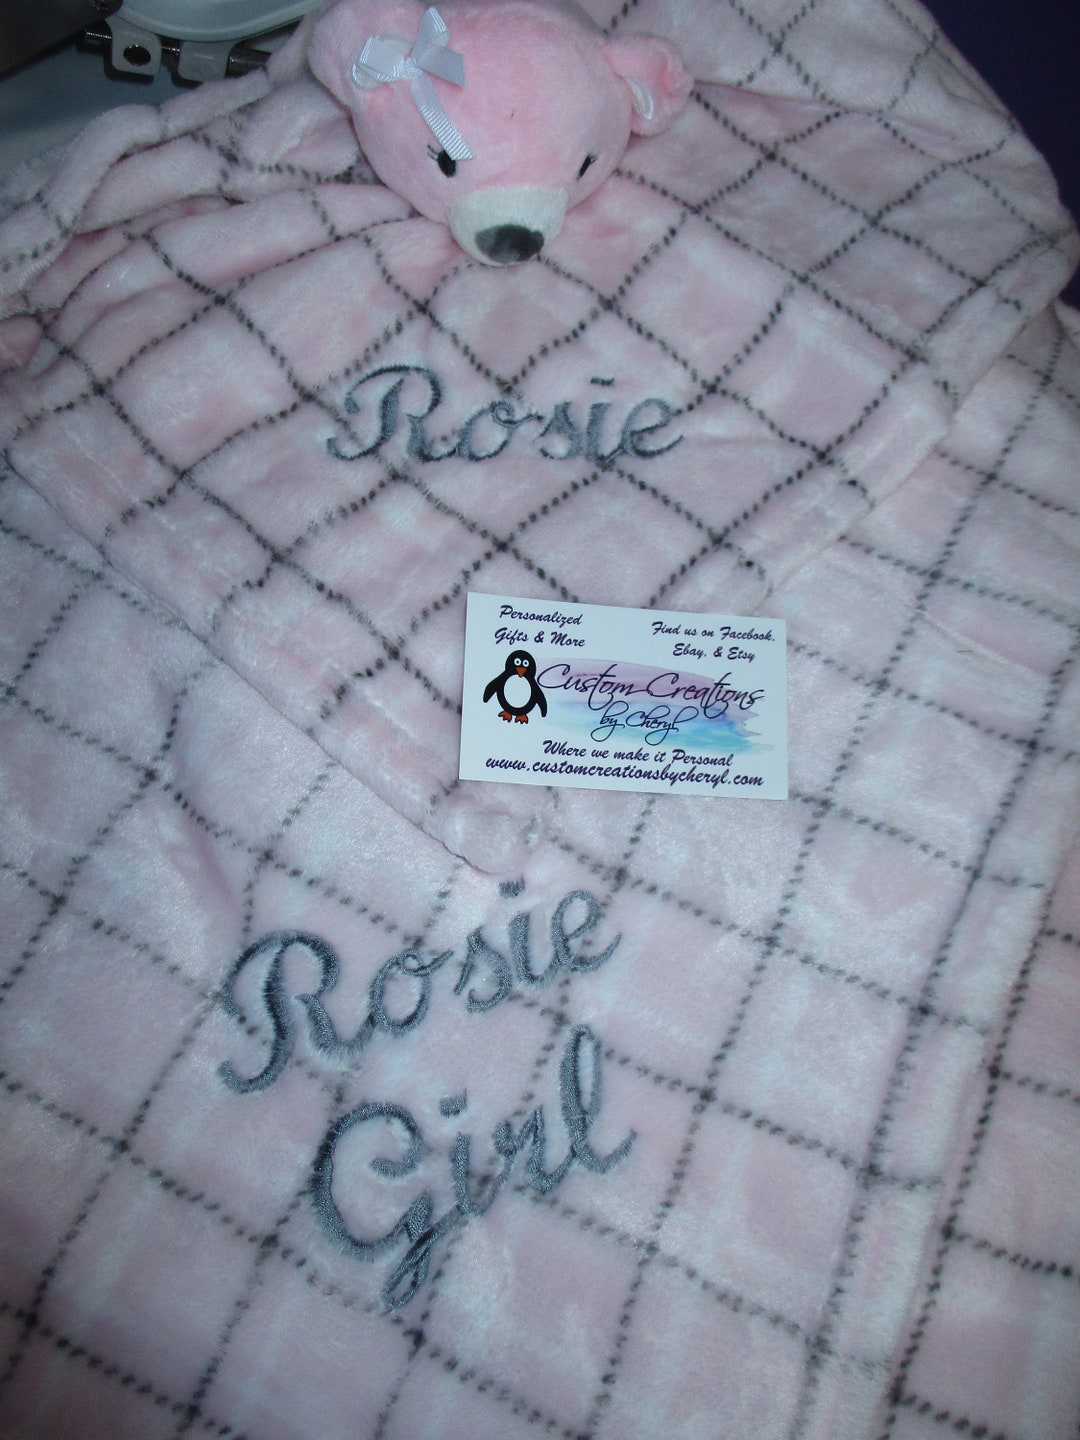 Rosie
Personalized
Gifts & More
Find us on Facebook,
Ebay, & Etsy
Custom Creations
by Cheryl
Where we make it Personal
www.customcreationsbycheryl.com
Rosie
Girl